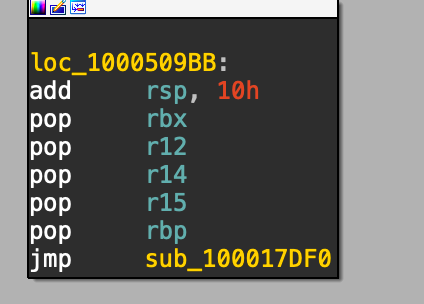 loc_1000509BB:
add rsp, 10h
pop rbx
pop r12
pop r14
pop r15
pop rbp
jmp sub_100017DF0